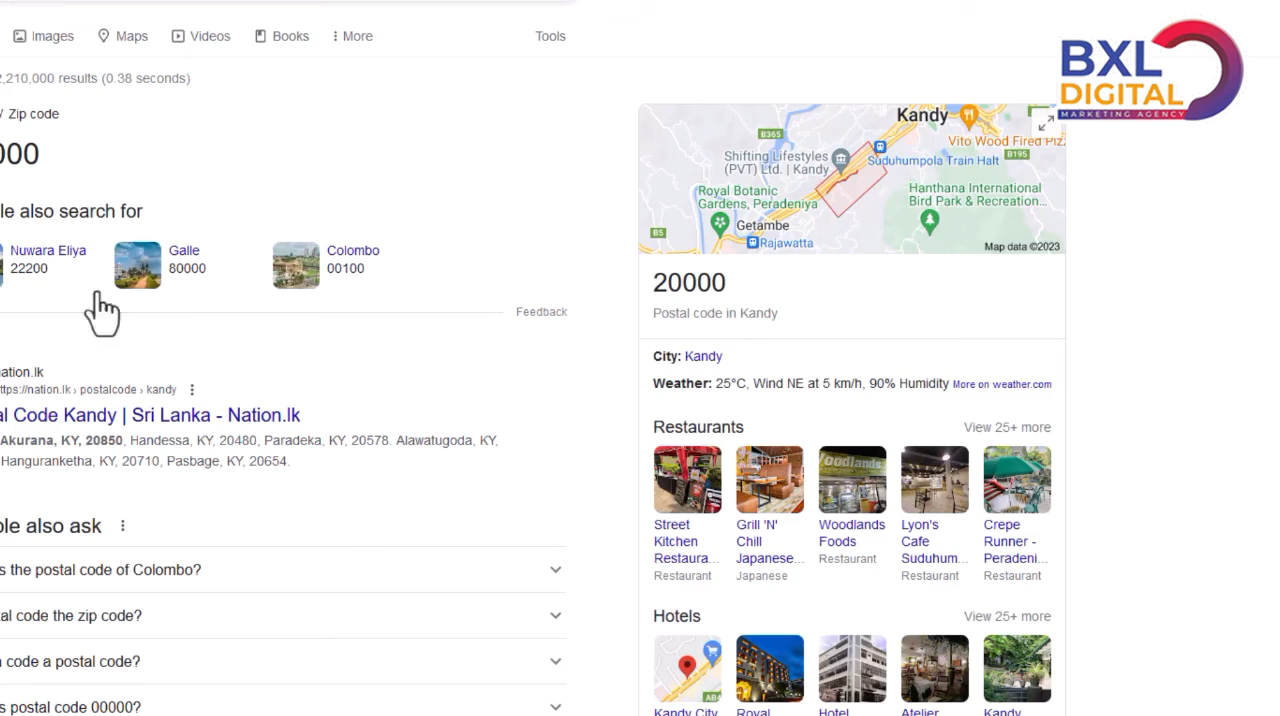 Images Maps Videos Books More Tools
BXL
DIGITAL
MARKETING AGENCY
2,210,000 results (0.38 seconds)
/ Zip code
000
le also search for
Nuwara Eliya
22200
Galle
80000
Colombo
00100
Feedback
nation.lk
https://nation.lk › postalcode › kandy
al Code Kandy | Sri Lanka - Nation.lk
Akurana, KY, 20850, Handessa, KY, 20480, Paradeka, KY, 20578. Alawatugoda, KY,
Hanguranketha, KY, 20710, Pasbage, KY, 20654.
ple also ask
s the postal code of Colombo?
al code the zip code?
code a postal code?
s postal code 00000?
Kandy
B365
Vito Wood Fired Pizz
B195
Shifting Lifestyles
(PVT) Ltd. | Kandy
Suduhumpola Train Halt
Royal Botanic
Gardens, Peradeniya
Hanthana International
Bird Park & Recreation...
Getambe
B5
Rajawatta
Map data ©2023
20000
Postal code in Kandy
City: Kandy
Weather: 25°C, Wind NE at 5 km/h, 90% Humidity More on weather.com
Restaurants
View 25+ more
Woodlands
Street
Kitchen
Restaura...
Restaurant
Grill 'N'
Chill
Japanese...
Japanese
Woodlands
Foods
Restaurant
Lyon's
Cafe
Suduhum...
Restaurant
Crepe
Runner -
Peradeni...
Restaurant
Hotels
View 25+ more
Kandy City
Royal
Hotel
Atelier
Kandy